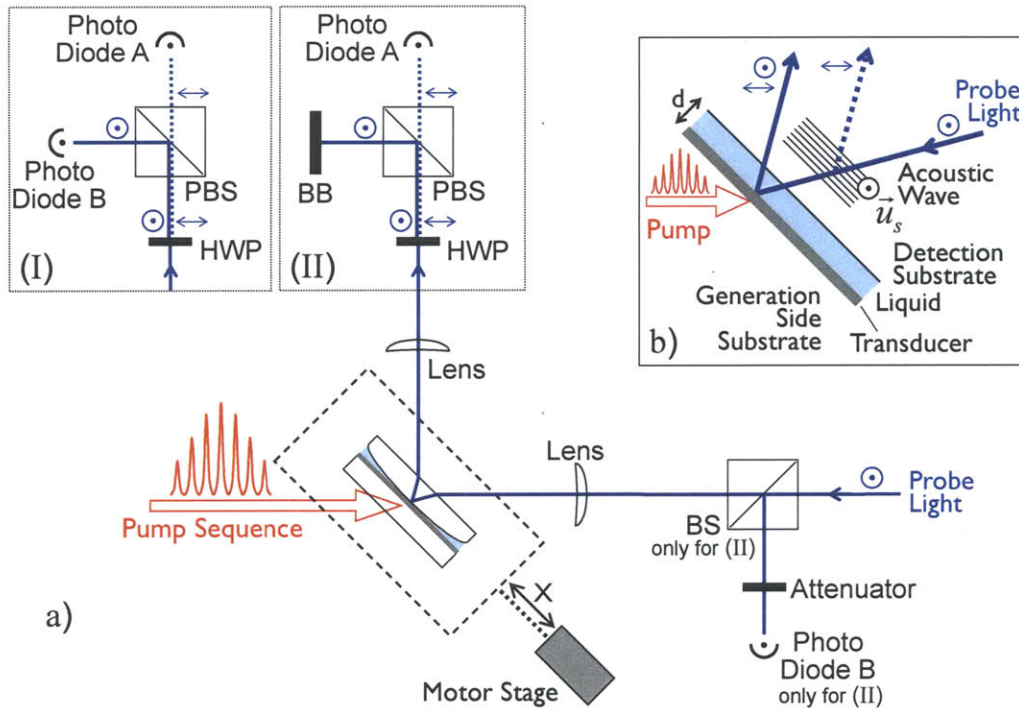 Photo
Diode A
Photo
Diode B
PBS
HWP
(I)
Photo
Diode A
BB
PBS
HWP
(II)
d
Pump
Probe
Light
Acoustic
Wave
u⃗s
Detection
Substrate
Liquid
Generation
Side
Substrate
Transducer
b)
Lens
Pump Sequence
Lens
Probe
Light
BS
only for (II)
Attenuator
Photo
Diode B
only for (II)
X
Motor Stage
a)